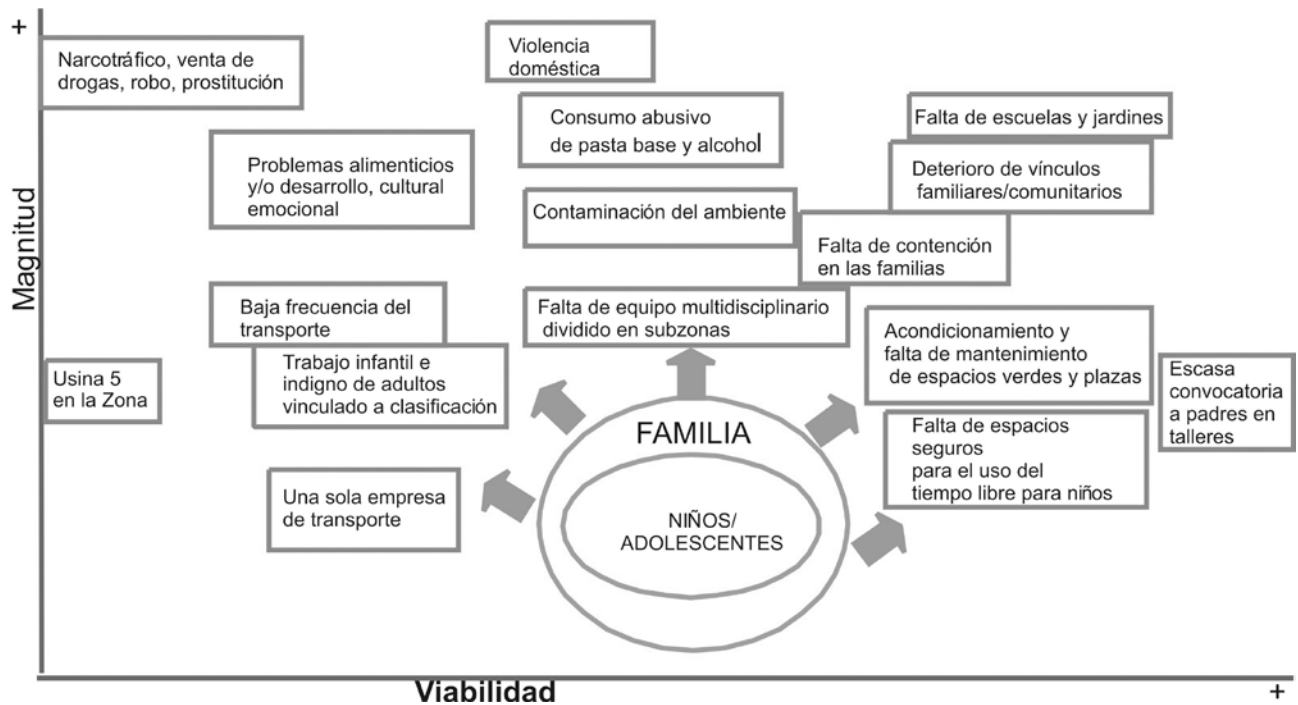 +
Narcotráfico, venta de
drogas, robo, prostitución
Violencia
doméstica
Consumo abusivo
de pasta base y alcohol
Falta de escuelas y jardines
Problemas alimenticios
y/o desarrollo, cultural
emocional
Deterioro de vínculos
familiares/comunitarios
Contaminación del ambiente
Falta de contención
en las familias
Magnitud
Baja frecuencia del
transporte
Falta de equipo multidisciplinario
dividido en subzonas
Acondicionamiento y
falta de mantenimiento
de espacios verdes y plazas
Usina 5
en la Zona
Trabajo infantil e
indigno de adultos
vinculado a clasificación
Escasa
convocatoria
a padres en
talleres
FAMILIA
Falta de espacios
seguros
para el uso del
tiempo libre para niños
Una sola empresa
de transporte
NIÑOS/
ADOLESCENTES
Viabilidad
+